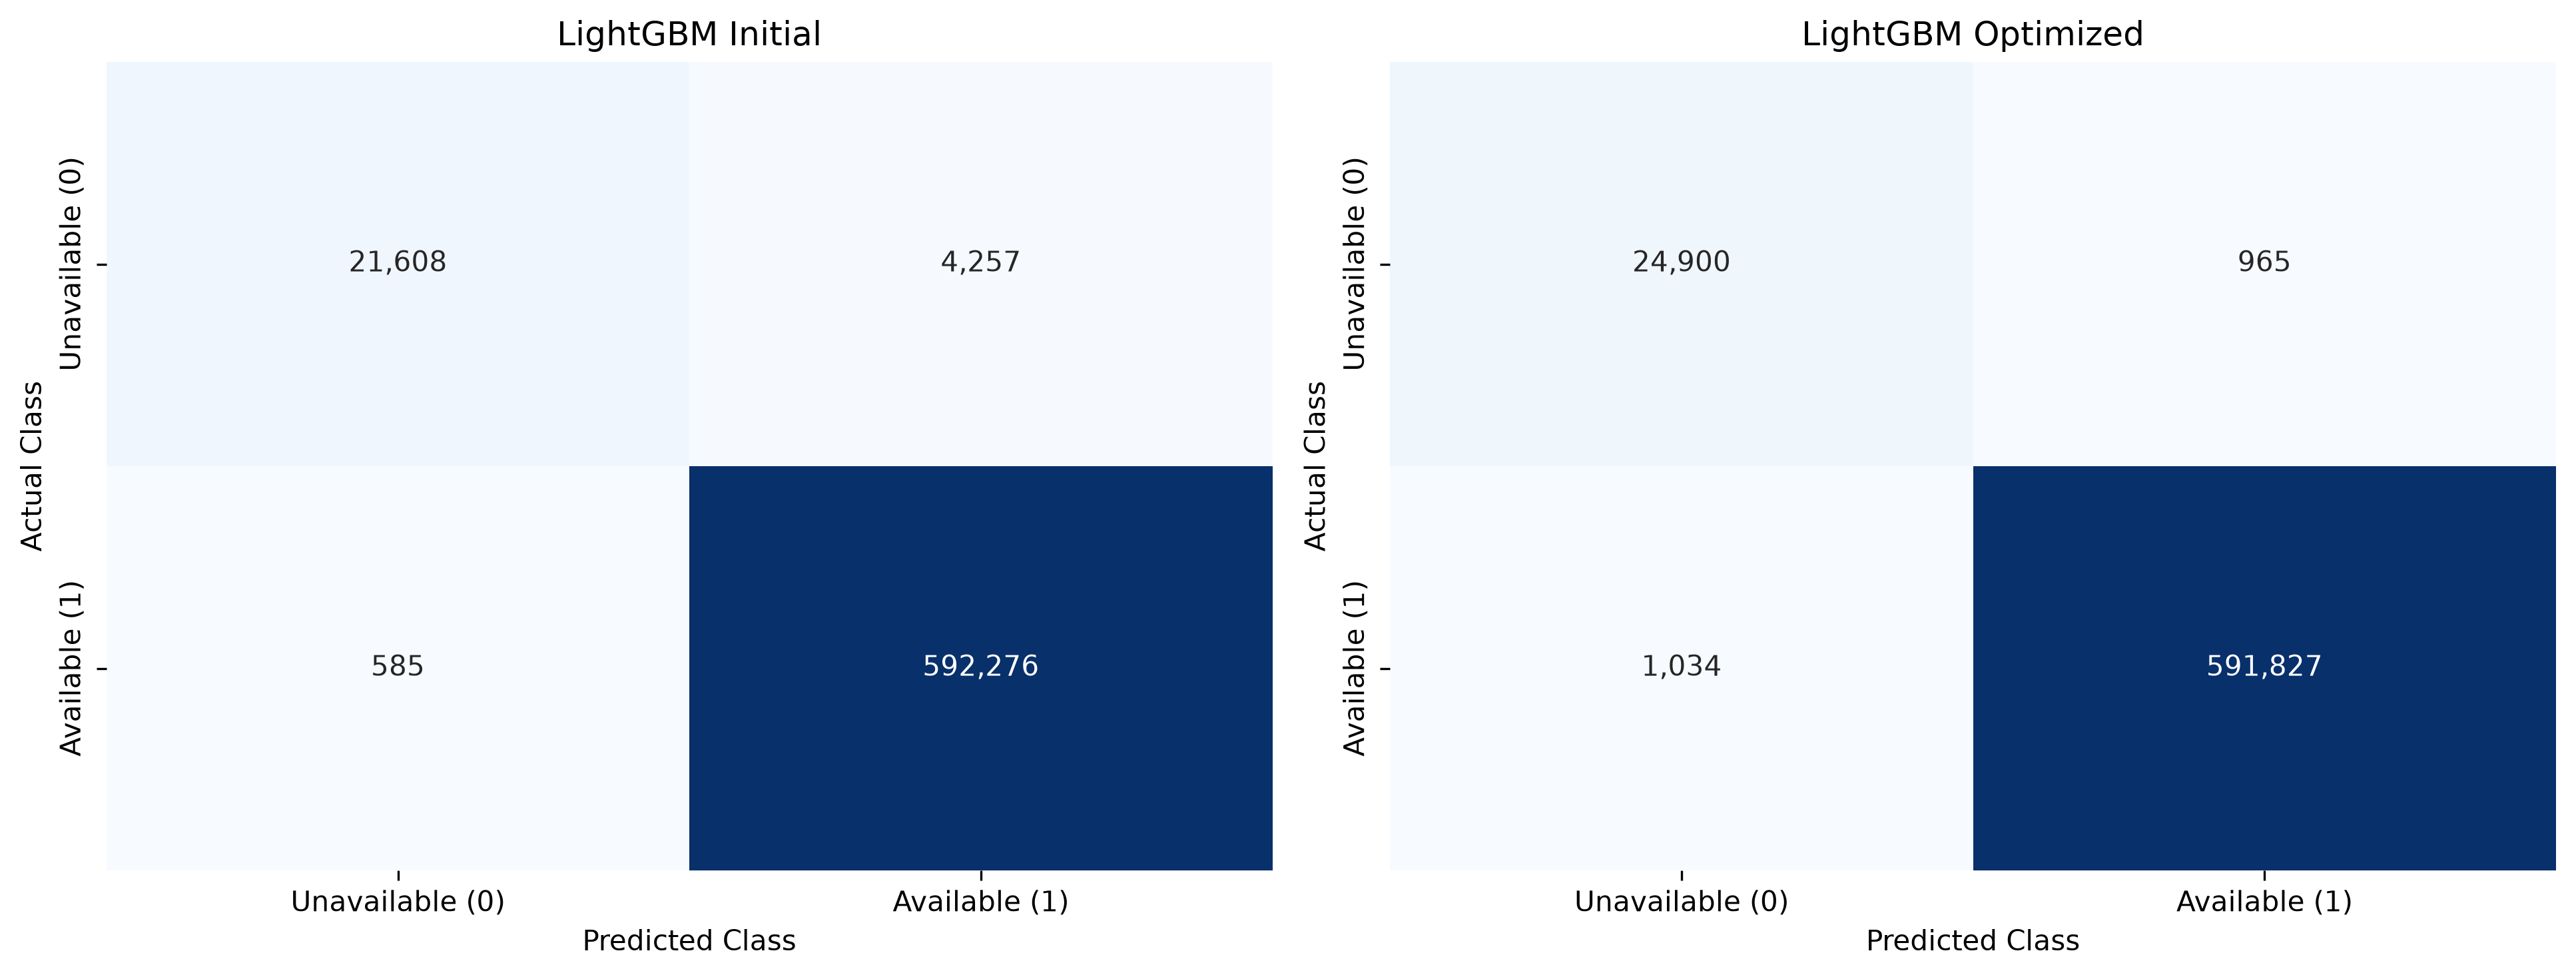 LightGBM Initial
Actual Class
Unavailable (0)
21,608
4,257
Available (1)
585
592,276
Unavailable (0)
Available (1)
Predicted Class
LightGBM Optimized
Actual Class
Unavailable (0)
24,900
965
Available (1)
1,034
591,827
Unavailable (0)
Available (1)
Predicted Class